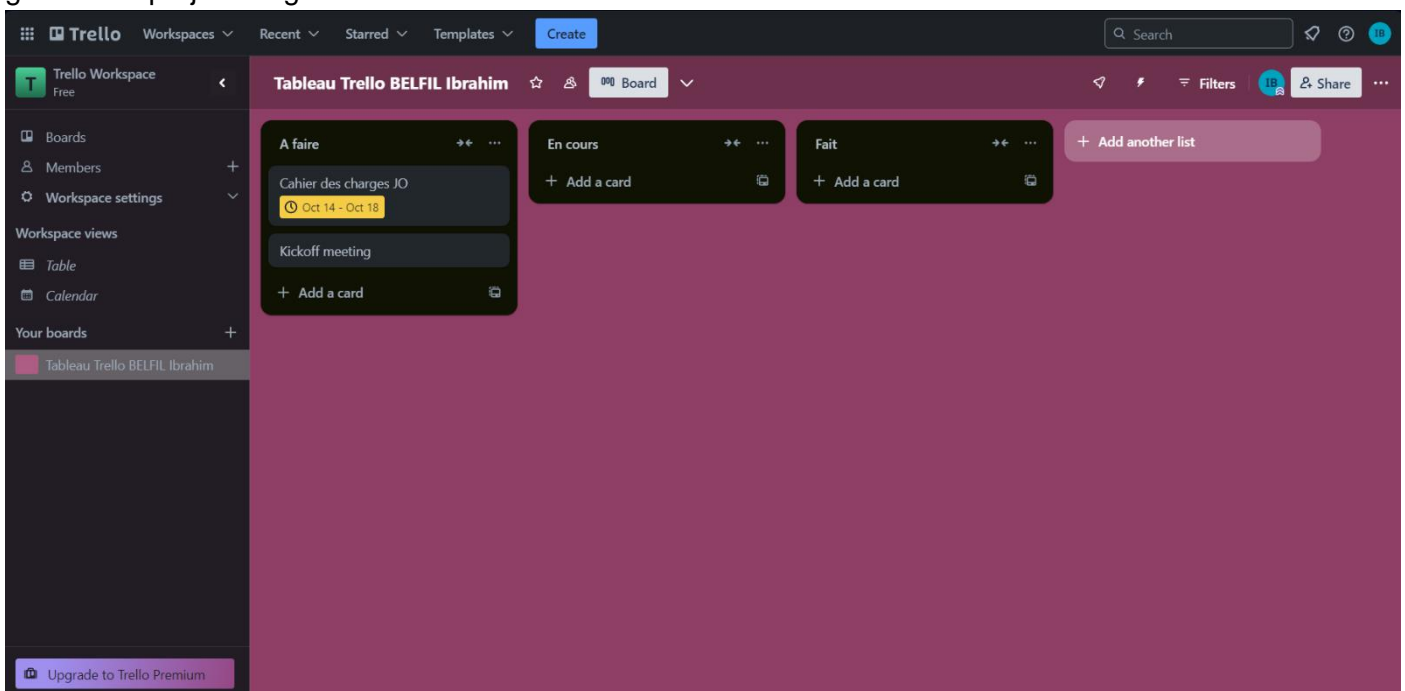 Trello Workspaces Recent Starred Templates Create Search IB
T Trello Workspace
Free
Tableau Trello BELFIL Ibrahim Board Filters IB Share
Boards
Members
Workspace settings
Workspace views
Table
Calendar
Your boards
Tableau Trello BELFIL Ibrahim
Upgrade to Trello Premium
A faire
Cahier des charges JO
Oct 14 - Oct 18
Kickoff meeting
+ Add a card
En cours
+ Add a card
Fait
+ Add a card
+ Add another list